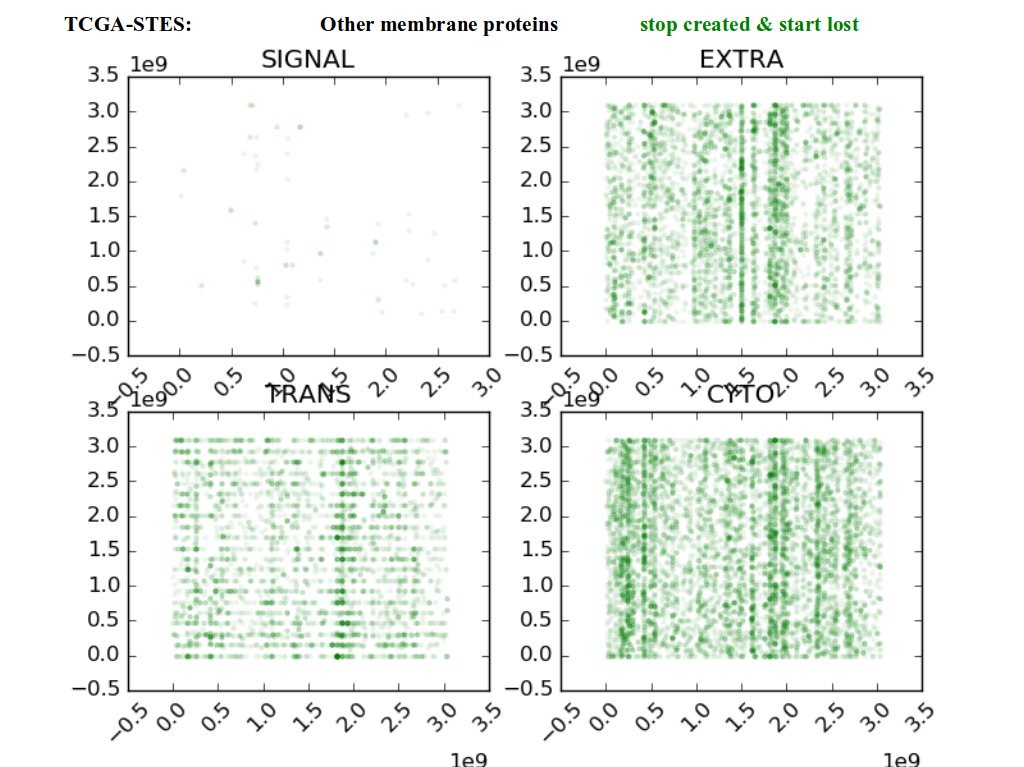 TCGA-STES: Other membrane proteins stop created & start lost
SIGNAL EXTRA
1e9 1e9
3.5 3.5
3.0 3.0
2.5 2.5
2.0 2.0
1.5 1.5
1.0 1.0
0.5 0.5
0.0 0.0
−0.5 −0.5
−0.5 0.0 0.5 1.0 1.5 2.0 2.5 3.0 −0.5 0.0 0.5 1.0 1.5 2.0 2.5 3.0 3.5
TRANS CYTO
1e9 1e9
3.5 3.5
3.0 3.0
2.5 2.5
2.0 2.0
1.5 1.5
1.0 1.0
0.5 0.5
0.0 0.0
−0.5 −0.5
−0.5 0.0 0.5 1.0 1.5 2.0 2.5 3.0 3.5 −0.5 0.0 0.5 1.0 1.5 2.0 2.5 3.0 3.5
1e9 1e9